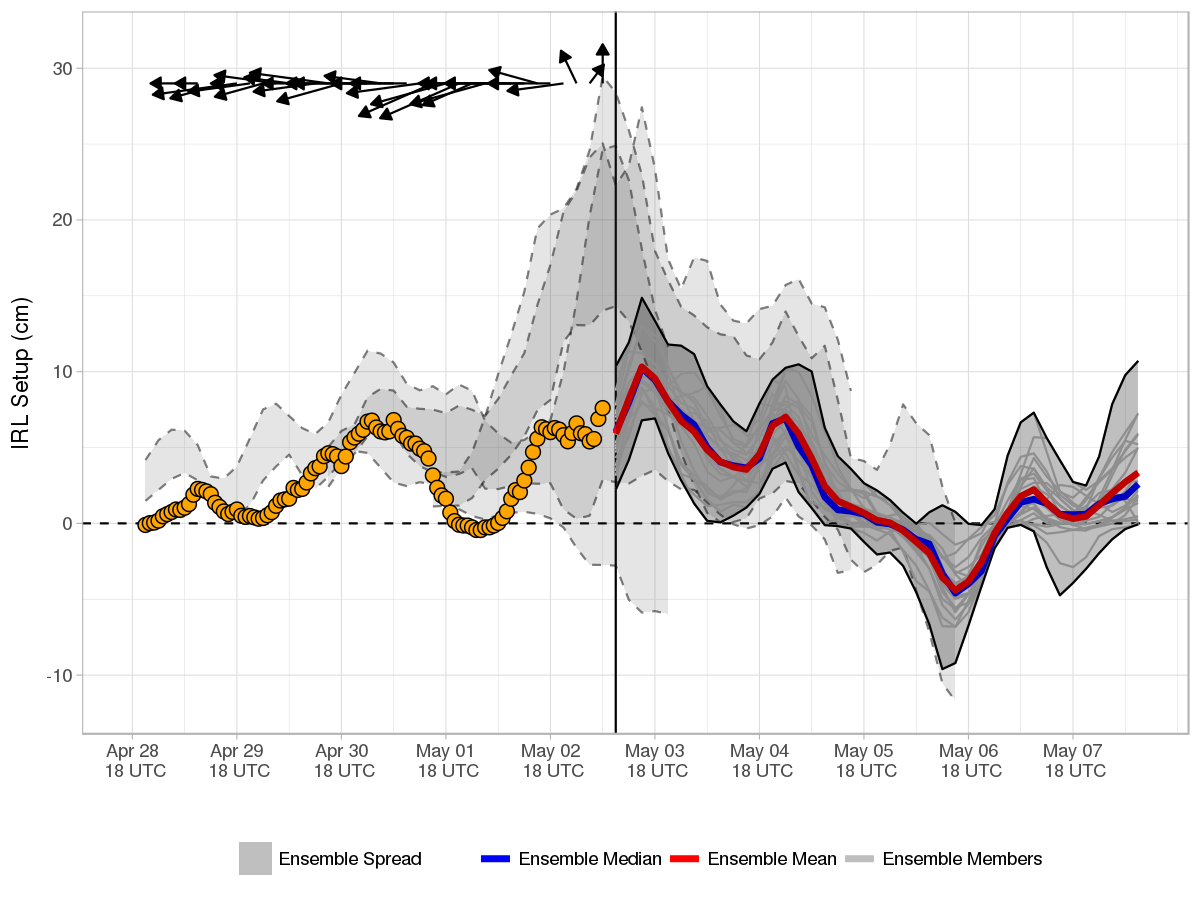 IRL Setup (cm)
30
20
10
0
-10
Apr 28 Apr 29 Apr 30 May 01 May 02 May 03 May 04 May 05 May 06 May 07
18 UTC 18 UTC 18 UTC 18 UTC 18 UTC 18 UTC 18 UTC 18 UTC 18 UTC 18 UTC
Ensemble Spread Ensemble Median Ensemble Mean Ensemble Members